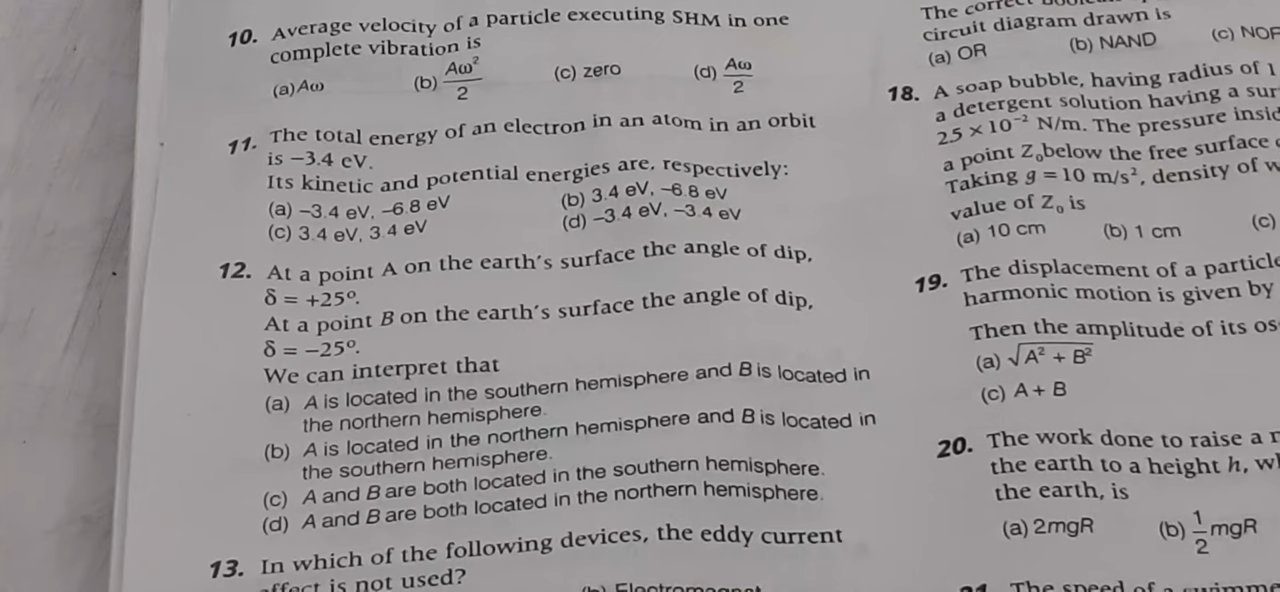 10. Average velocity of a particle executing SHM in one
complete vibration is
(a) Aω (b) Aω²/2 (c) zero (d) Aω/2
11. The total energy of an electron in an atom in an orbit
is −3.4 eV.
Its kinetic and potential energies are, respectively:
(a) −3.4 eV, −6.8 eV (b) 3.4 eV, −6.8 eV
(c) 3.4 eV, 3.4 eV (d) −3.4 eV, −3.4 eV
12. At a point A on the earth's surface the angle of dip,
δ = +25°.
At a point B on the earth's surface the angle of dip,
δ = −25°.
We can interpret that
(a) A is located in the southern hemisphere and B is located in
the northern hemisphere.
(b) A is located in the northern hemisphere and B is located in
the southern hemisphere.
(c) A and B are both located in the southern hemisphere.
(d) A and B are both located in the northern hemisphere.
13. In which of the following devices, the eddy current
is not used?
The
circuit diagram drawn is
(a) OR (b) NAND (c)
18. A soap bubble, having radius of 1
a detergent solution having a
2.5 × 10⁻² N/m. The pressure
a point Z₀ below the free surface
Taking g = 10 m/s², density of
value of Z₀ is
(a) 10 cm (b) 1 cm (c)
19. The displacement of a
harmonic motion is given by
Then the amplitude of its
(a) √A² + B²
(c) A + B
20. The work done to raise a
the earth to a height h,
the earth, is
(a) 2mgR (b) 1/2 mgR
The speed of a